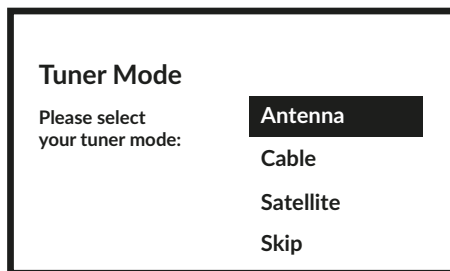 Tuner Mode
Please select
your tuner mode:
Antenna
Cable
Satellite
Skip